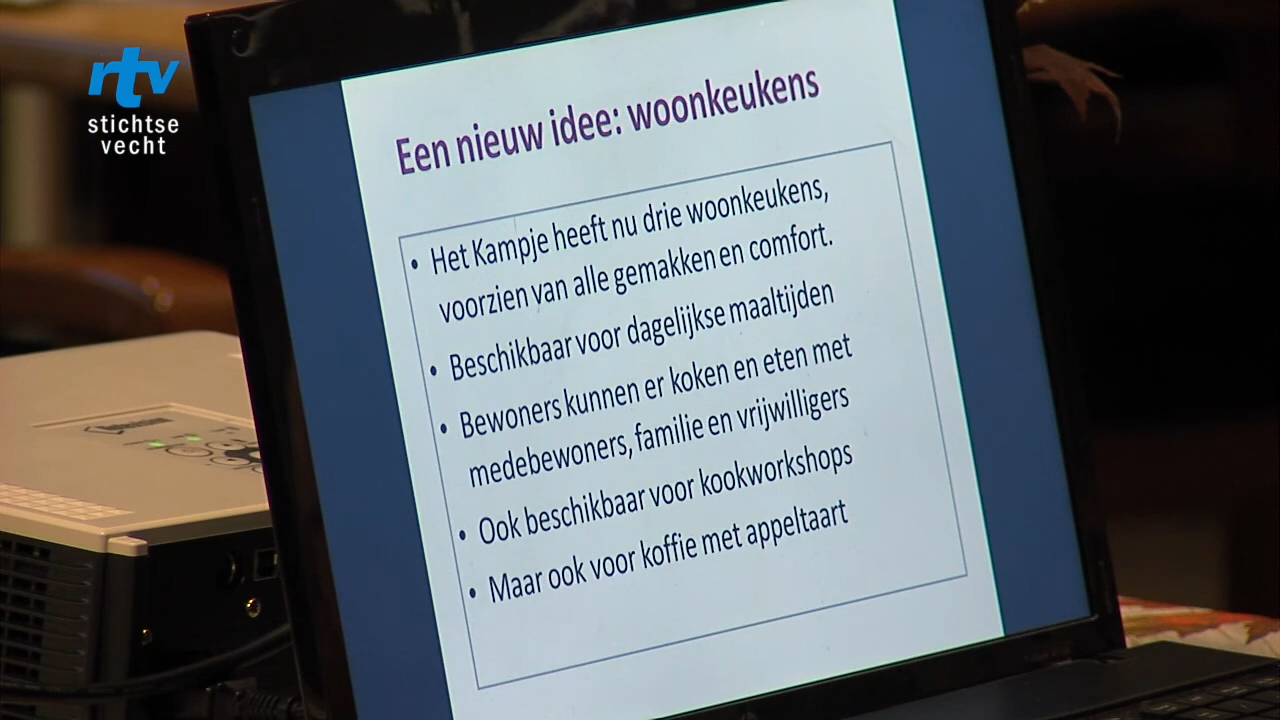 rtv
stichtse
vecht
Een nieuw idee: woonkeukens
• Het Kampje heeft nu drie woonkeukens,
voorzien van alle gemakken en comfort.
• Beschikbaar voor dagelijkse maaltijden
• Bewoners kunnen er koken en eten met
medebewoners, familie en vrijwilligers
• Ook beschikbaar voor kookworkshops
• Maar ook voor koffie met appeltaart